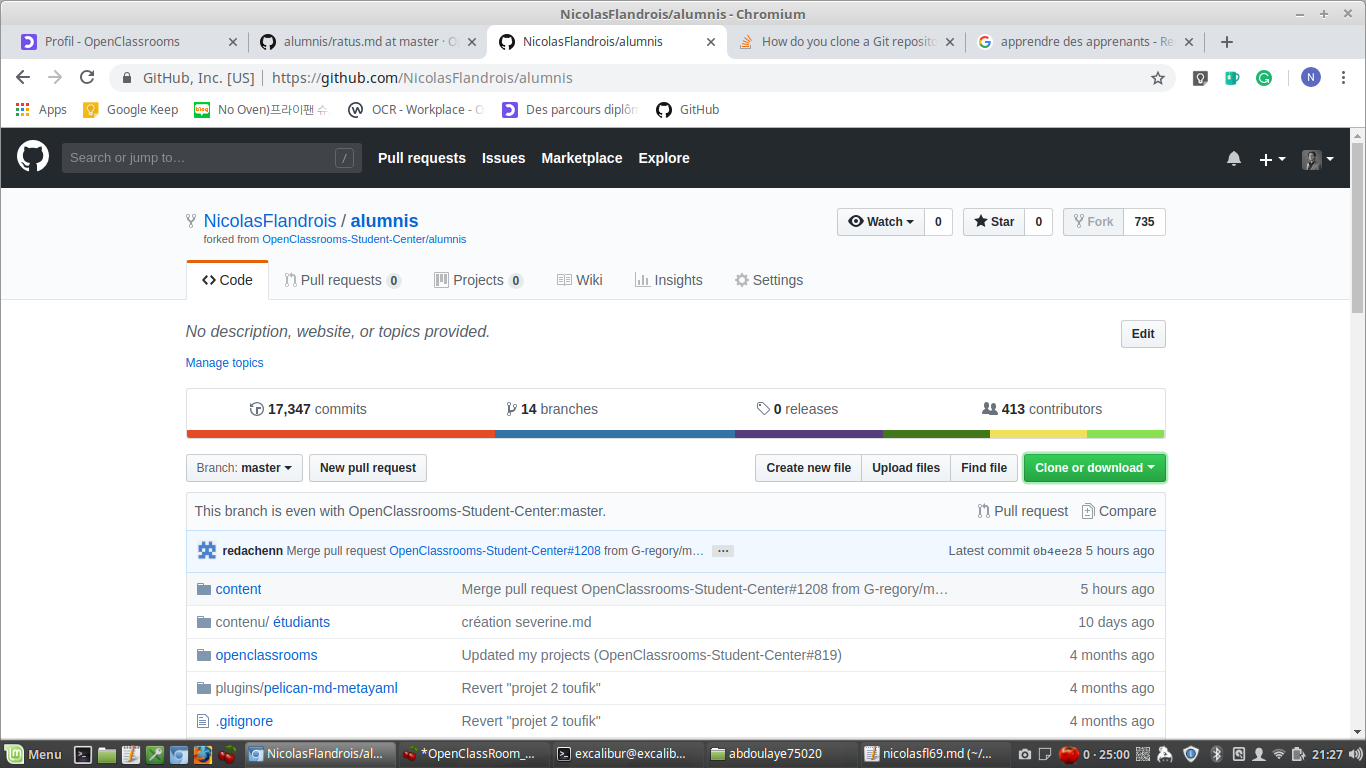 NicolasFlandrois/alumnis - Chromium
Profil - OpenClassrooms
alumnis/ratus.md at master · O
NicolasFlandrois/alumnis
How do you clone a Git reposito
apprendre des apprenants - Re
GitHub, Inc. [US] | https://github.com/NicolasFlandrois/alumnis
N
Apps
Google Keep
No Oven)프라이팬 슈
OCR - Workplace - O
Des parcours diplôm
GitHub
Search or jump to…
/
Pull requests
Issues
Marketplace
Explore
NicolasFlandrois / alumnis
forked from OpenClassrooms-Student-Center/alumnis
Watch 0
Star 0
Fork 735
Code
Pull requests 0
Projects 0
Wiki
Insights
Settings
No description, website, or topics provided.
Edit
Manage topics
17,347 commits
14 branches
0 releases
413 contributors
Branch: master
New pull request
Create new file
Upload files
Find file
Clone or download
This branch is even with OpenClassrooms-Student-Center:master.
Pull request
Compare
redachenn Merge pull request OpenClassrooms-Student-Center#1208 from G-regory/m… …
Latest commit 0b4ee28 5 hours ago
content Merge pull request OpenClassrooms-Student-Center#1208 from G-regory/m… 5 hours ago
contenu/ étudiants création severine.md 10 days ago
openclassrooms Updated my projects (OpenClassrooms-Student-Center#819) 4 months ago
plugins/pelican-md-metayaml Revert "projet 2 toufik" 4 months ago
.gitignore Revert "projet 2 toufik" 4 months ago
Menu
NicolasFlandrois/al...
*OpenClassRoom_...
excalibur@excalib...
abdoulaye75020
nicolasfl69.md (~/...
0 · 25:00
21:27